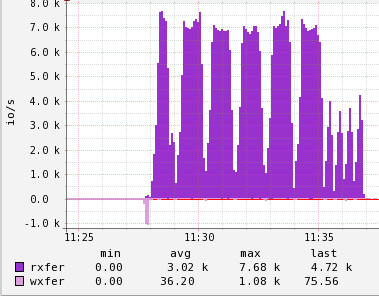 8.0 k
7.0 k
6.0 k
5.0 k
4.0 k
3.0 k
2.0 k
1.0 k
0.0
-1.0 k
io/s
11:25 11:30 11:35
min avg max last
rxfer 0.00 3.02 k 7.68 k 4.72 k
wxfer 0.00 36.20 1.08 k 75.56